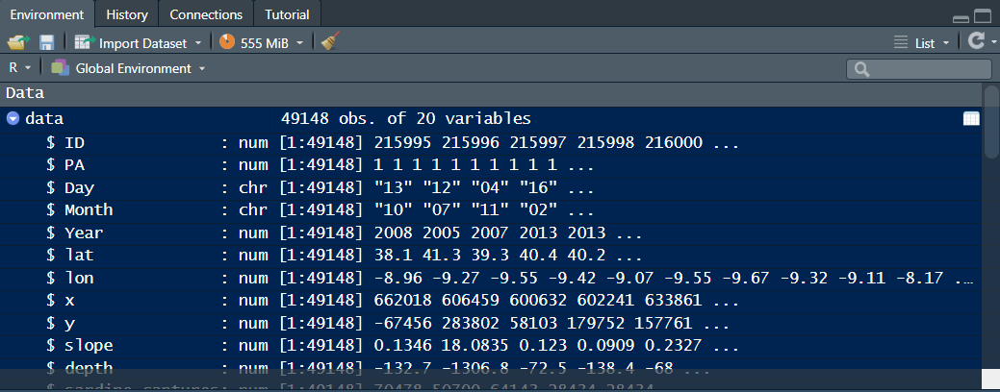 Environment History Connections Tutorial
Import Dataset 555 MiB List
R Global Environment
Data
data 49148 obs. of 20 variables
$ ID : num [1:49148] 215995 215996 215997 215998 216000 ...
$ PA : num [1:49148] 1 1 1 1 1 1 1 1 1 1 ...
$ Day : chr [1:49148] "13" "12" "04" "16" ...
$ Month : chr [1:49148] "10" "07" "11" "02" ...
$ Year : num [1:49148] 2008 2005 2007 2013 2013 ...
$ lat : num [1:49148] 38.1 41.3 39.3 40.4 40.2 ...
$ lon : num [1:49148] -8.96 -9.27 -9.55 -9.42 -9.07 -9.55 -9.67 -9.32 -9.11 -8.17 ...
$ x : num [1:49148] 662018 606459 600632 602241 633861 ...
$ y : num [1:49148] -67456 283802 58103 179752 157761 ...
$ slope : num [1:49148] 0.1346 18.0835 0.123 0.0909 0.2327 ...
$ depth : num [1:49148] -132.7 -1306.8 -72.5 -138.4 -68 ...
$ sardine_captures: num [1:49148]